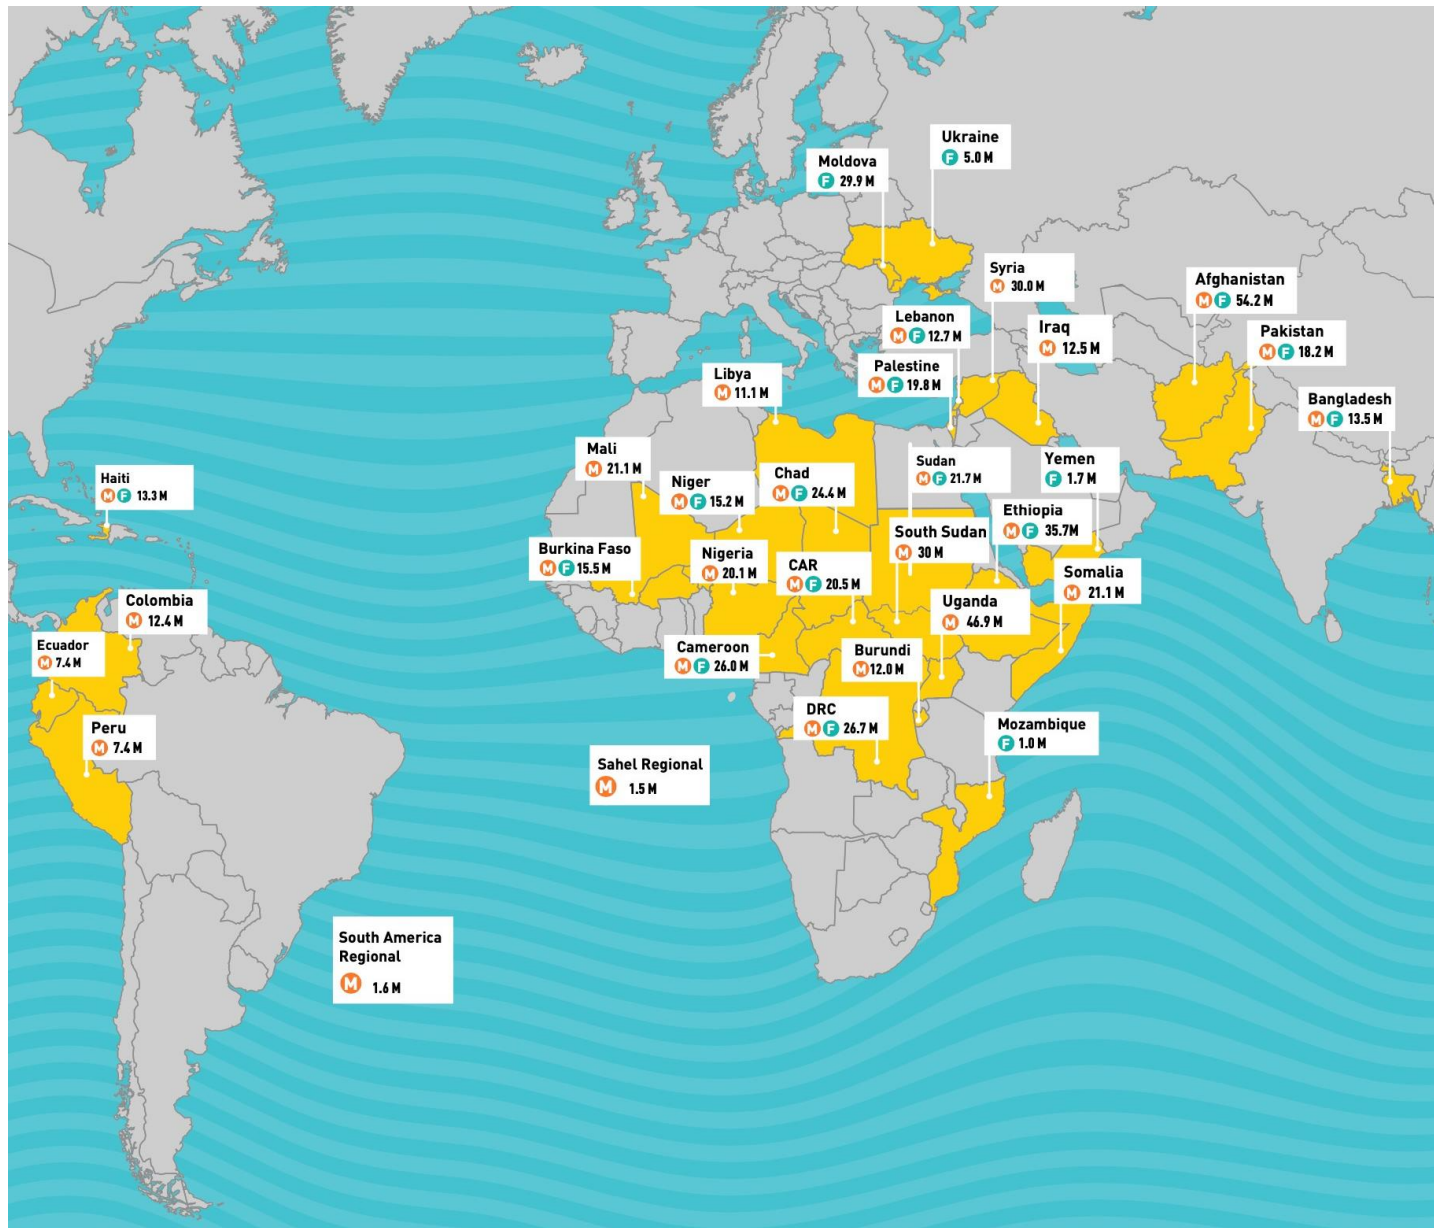 Ukraine
F 5.0 M
Moldova
F 29.9 M
Syria
M 30.0 M
Afghanistan
M F 54.2 M
Lebanon
M F 12.7 M
Iraq
M 12.5 M
Pakistan
M F 18.2 M
Palestine
M F 19.8 M
Libya
M 11.1 M
Bangladesh
M F 13.5 M
Mali
M 21.1 M
Haiti
M F 13.3 M
Niger
M F 15.2 M
Chad
M F 24.4 M
Sudan
M F 21.7 M
Yemen
F 1.7 M
Ethiopia
M F 35.7M
South Sudan
M 30 M
Burkina Faso
M F 15.5 M
Nigeria
M 20.1 M
CAR
M F 20.5 M
Somalia
M 21.1 M
Colombia
M 12.4 M
Uganda
M 46.9 M
Ecuador
M 7.4 M
Cameroon
M F 26.0 M
Burundi
M 12.0 M
Peru
M 7.4 M
DRC
M F 26.7 M
Mozambique
F 1.0 M
Sahel Regional
M 1.5 M
South America
Regional
M 1.6 M